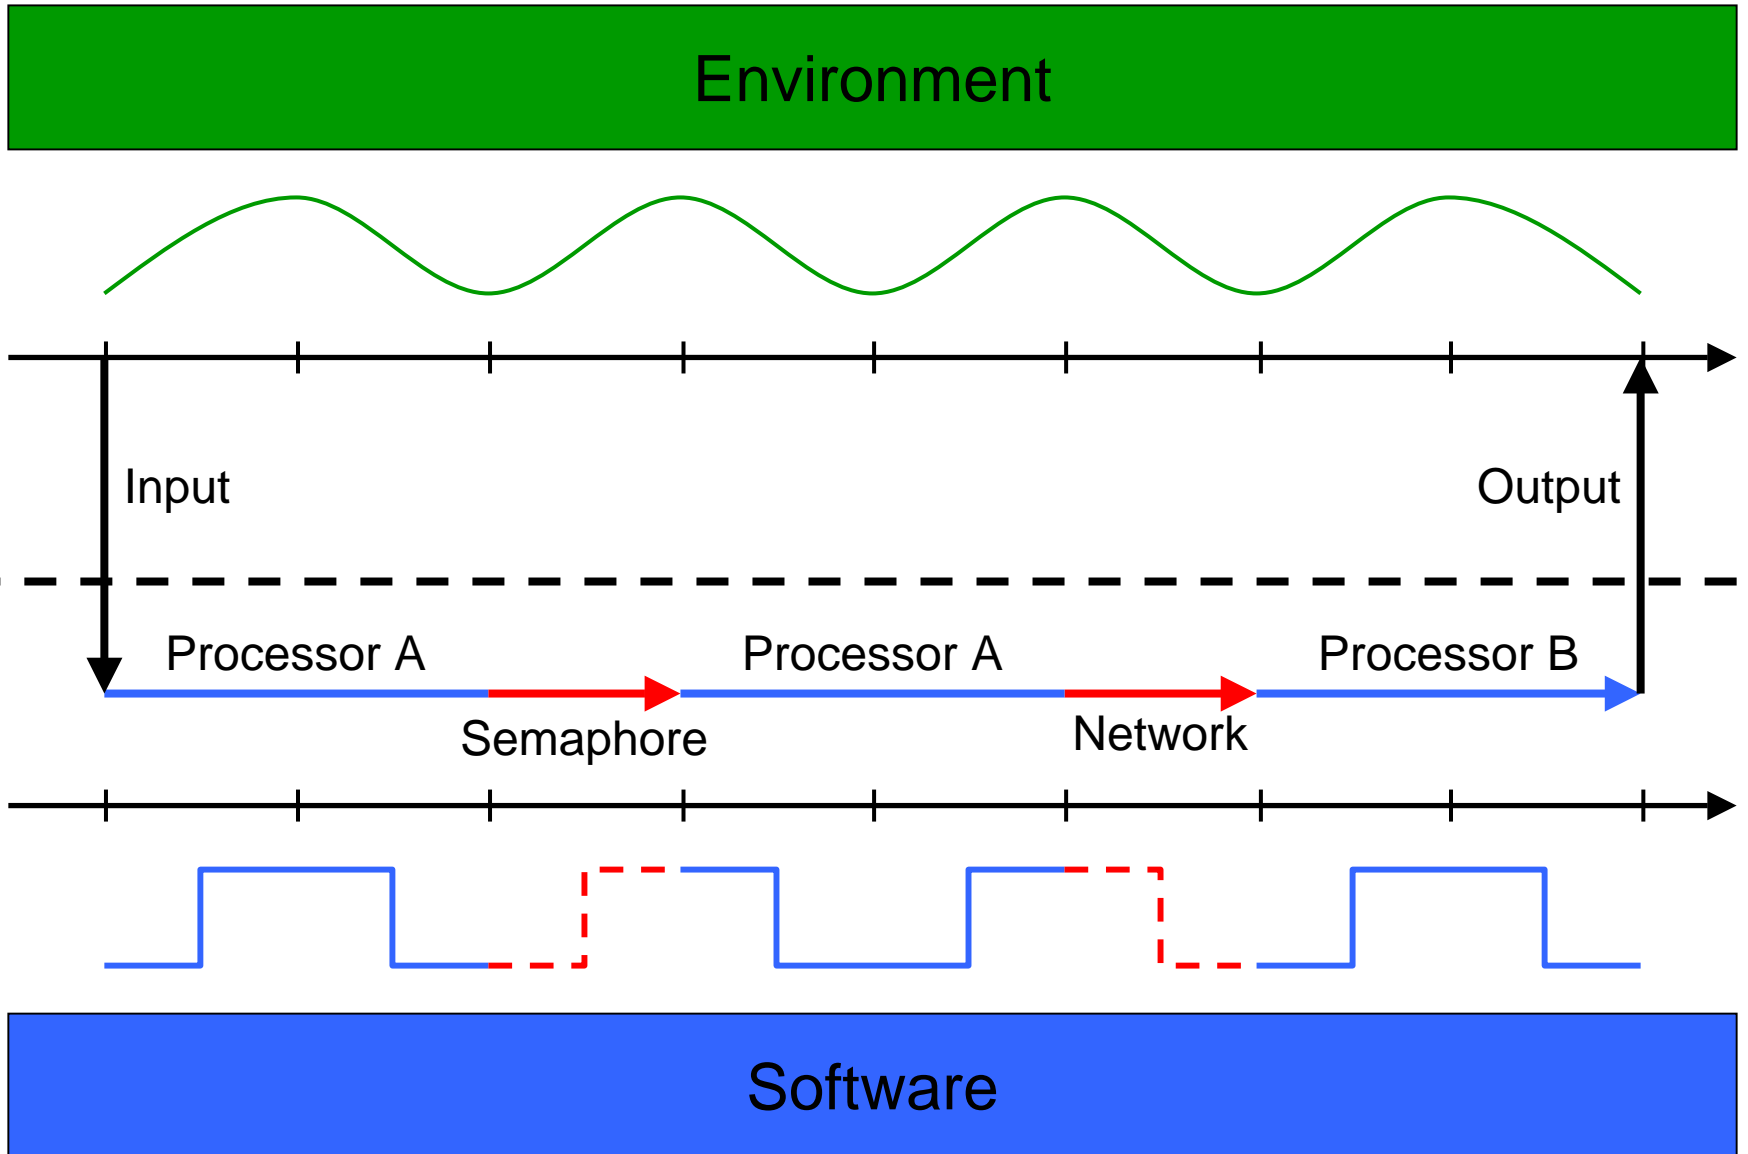 Environment
Input
Output
Processor A
Processor A
Processor B
Semaphore
Network
Software